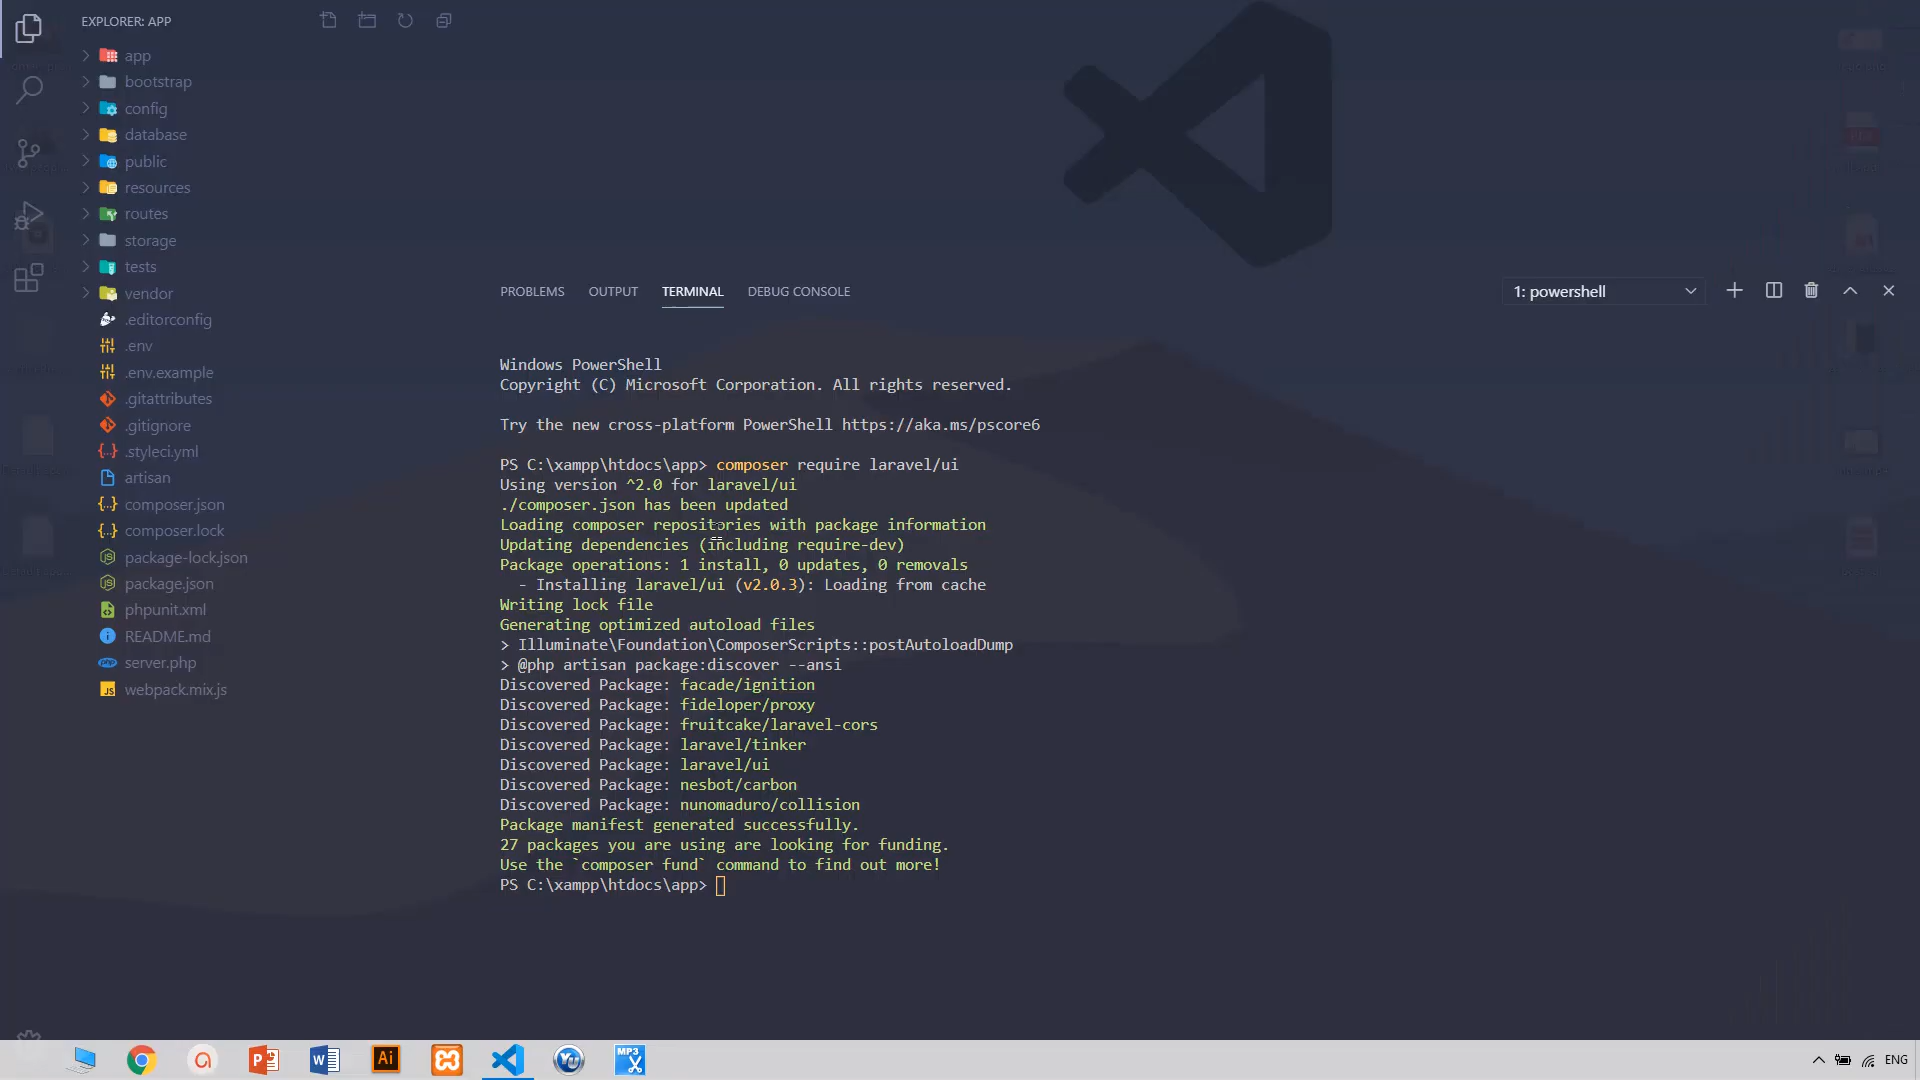 EXPLORER: APP
app
bootstrap
config
database
public
resources
routes
storage
tests
vendor
.editorconfig
.env
.env.example
.gitattributes
.gitignore
.styleci.yml
artisan
composer.json
composer.lock
package-lock.json
package.json
phpunit.xml
README.md
server.php
webpack.mix.js
PROBLEMS OUTPUT TERMINAL DEBUG CONSOLE 1: powershell
Windows PowerShell
Copyright (C) Microsoft Corporation. All rights reserved.
Try the new cross-platform PowerShell https://aka.ms/pscore6
PS C:\xampp\htdocs\app> composer require laravel/ui
Using version ^2.0 for laravel/ui
./composer.json has been updated
Loading composer repositories with package information
Updating dependencies (including require-dev)
Package operations: 1 install, 0 updates, 0 removals
- Installing laravel/ui (v2.0.3): Loading from cache
Writing lock file
Generating optimized autoload files
> Illuminate\Foundation\ComposerScripts::postAutoloadDump
> @php artisan package:discover --ansi
Discovered Package: facade/ignition
Discovered Package: fideloper/proxy
Discovered Package: fruitcake/laravel-cors
Discovered Package: laravel/tinker
Discovered Package: laravel/ui
Discovered Package: nesbot/carbon
Discovered Package: nunomaduro/collision
Package manifest generated successfully.
27 packages you are using are looking for funding.
Use the `composer fund` command to find out more!
PS C:\xampp\htdocs\app>
Ai
MP3
ENG